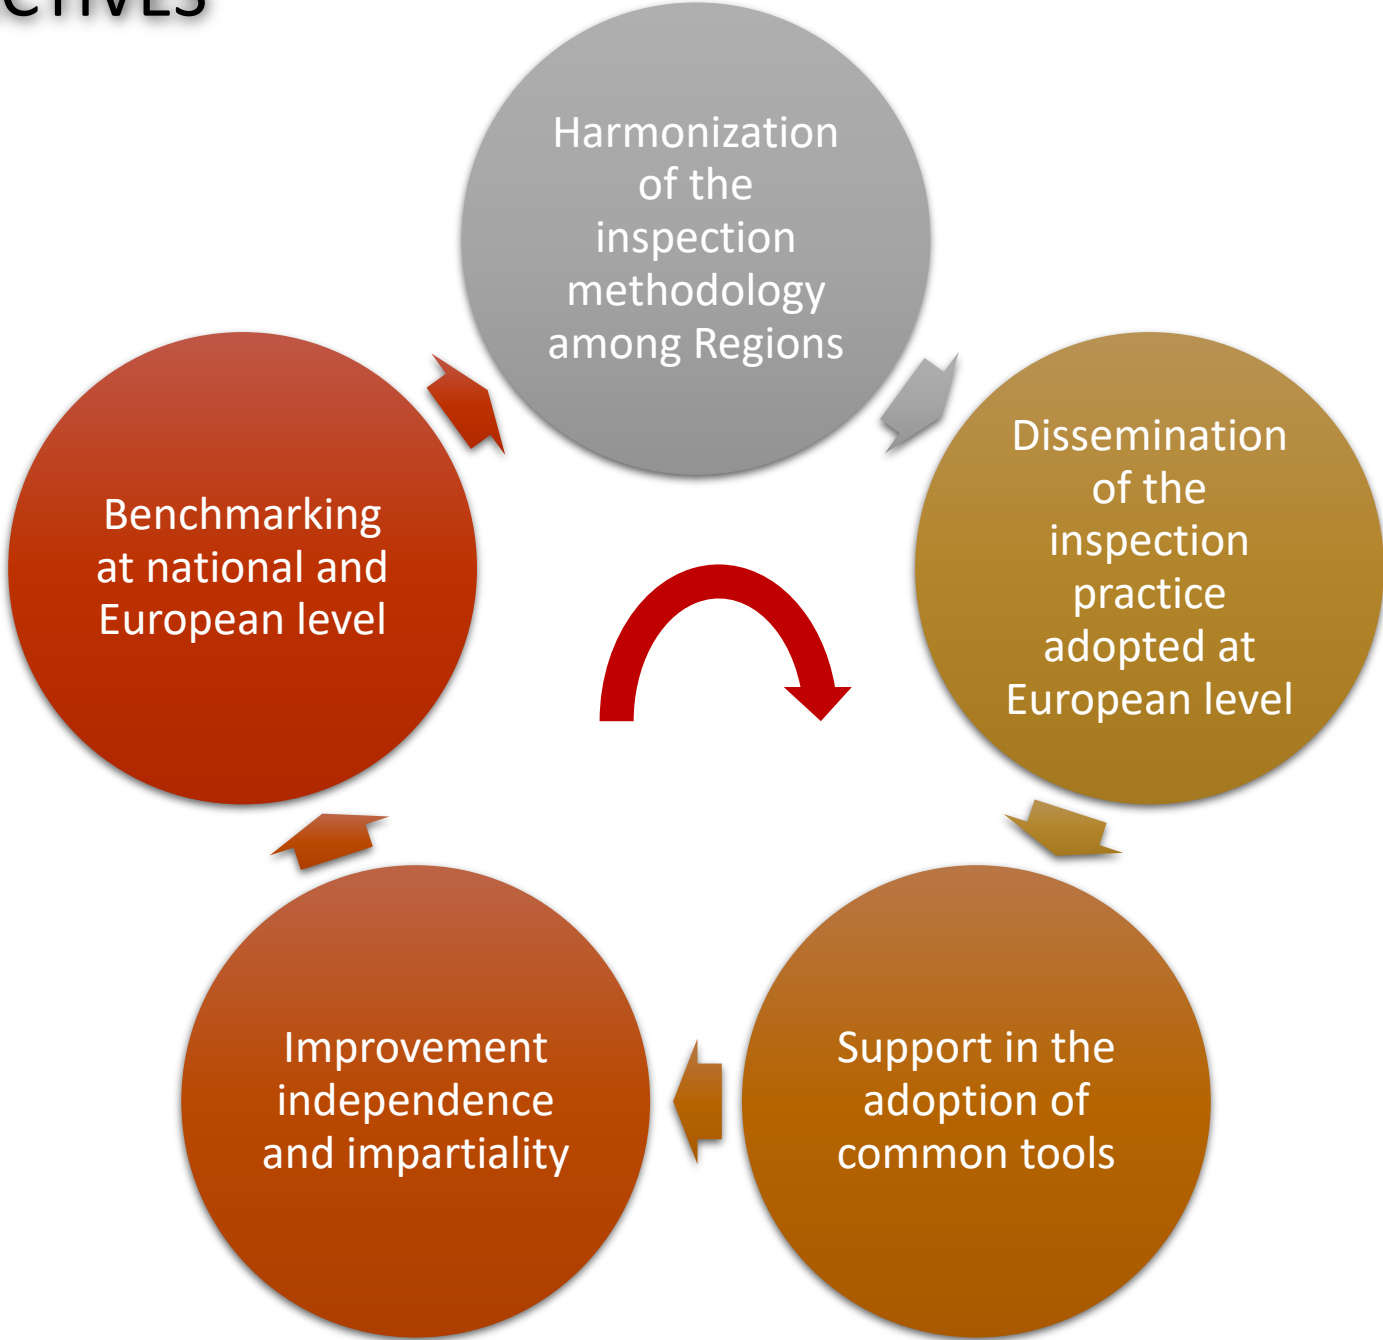 CTIVES
Harmonization
of the
inspection
methodology
among Regions
Dissemination
of the
inspection
practice
adopted at
European level
Support in the
adoption of
common tools
Improvement
independence
and impartiality
Benchmarking
at national and
European level